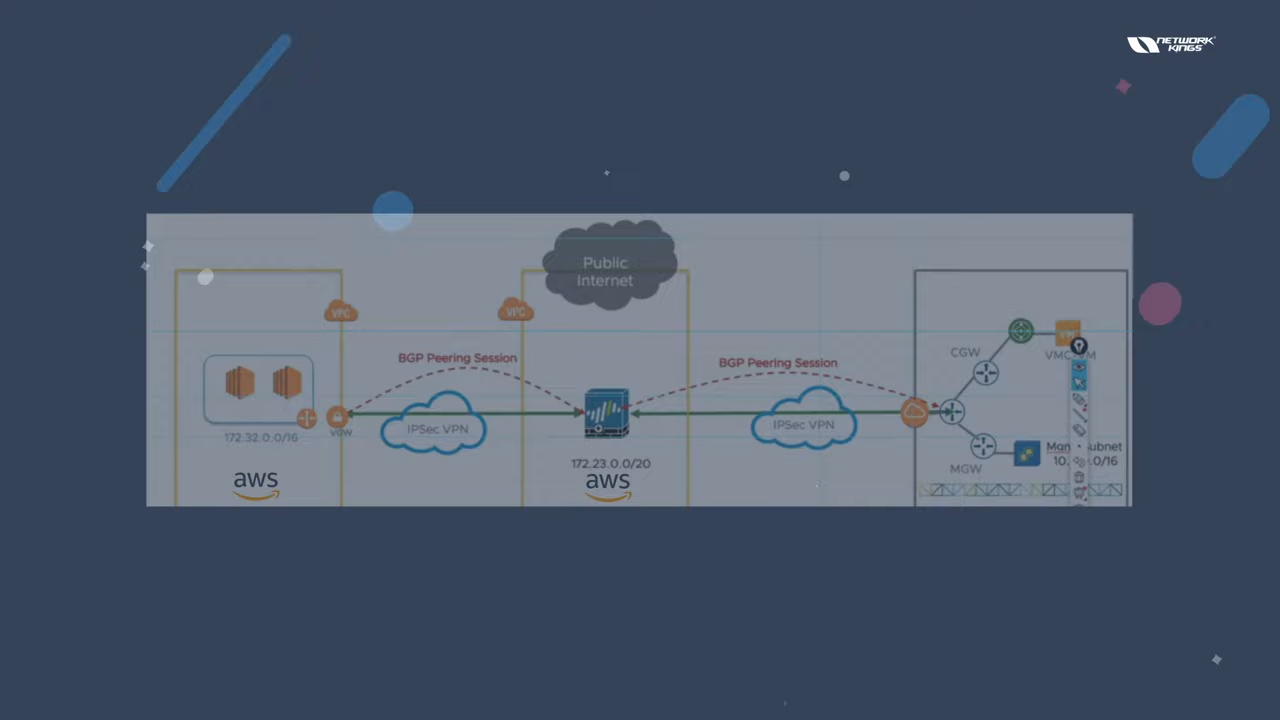 NETWORK
KINGS
Public
Internet
VPC
VPC
BGP Peering Session
BGP Peering Session
CGW
IPSec VPN
IPSec VPN
172.32.0.0/16
VGW
172.23.0.0/20
MGW
aws
aws